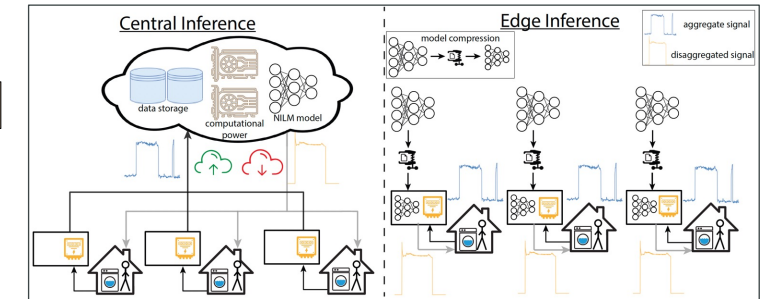 Central Inference
data storage
computational
power
NILM model
Edge Inference
model compression
aggregate signal
disaggregated signal